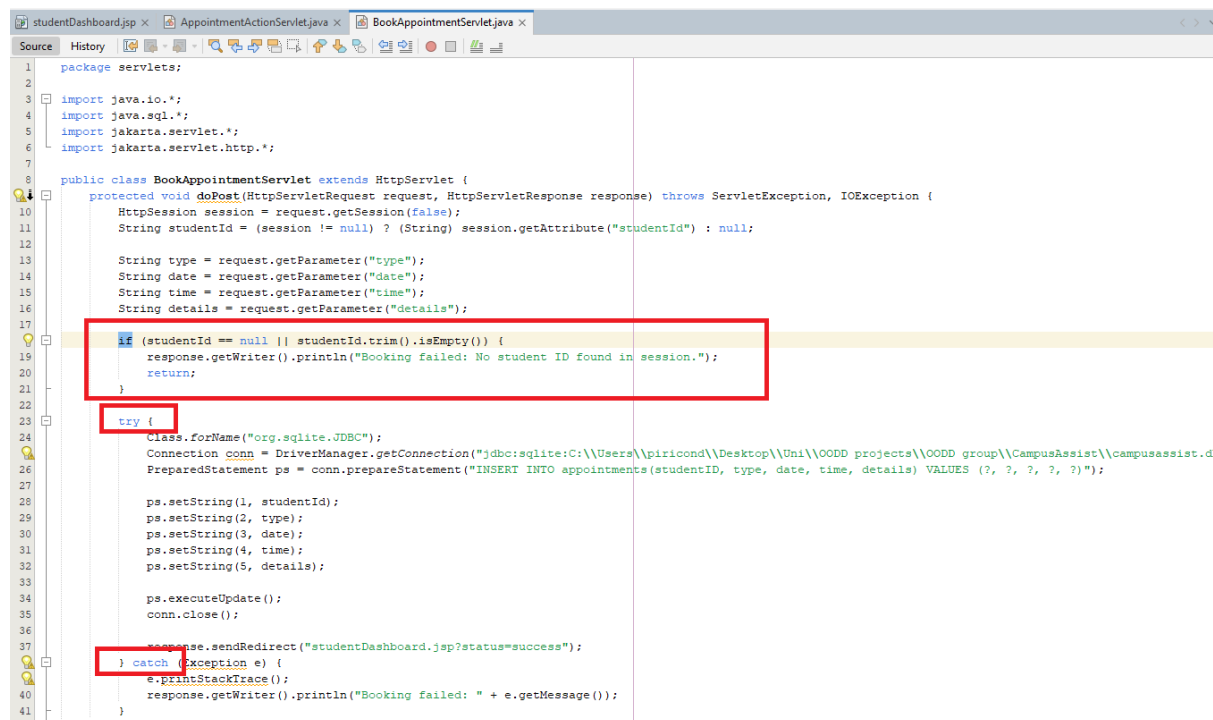 studentDashboard.jsp × AppointmentActionServlet.java × BookAppointmentServlet.java ×
Source History
1 package servlets;
2
3 import java.io.*;
4 import java.sql.*;
5 import jakarta.servlet.*;
6 import jakarta.servlet.http.*;
7
8 public class BookAppointmentServlet extends HttpServlet {
protected void doPost(HttpServletRequest request, HttpServletResponse response) throws ServletException, IOException {
10 HttpSession session = request.getSession(false);
11 String studentId = (session != null) ? (String) session.getAttribute("studentId") : null;
12
13 String type = request.getParameter("type");
14 String date = request.getParameter("date");
15 String time = request.getParameter("time");
16 String details = request.getParameter("details");
17
if (studentId == null || studentId.trim().isEmpty()) {
19 response.getWriter().println("Booking failed: No student ID found in session.");
20 return;
21 }
22
23 try {
24 Class.forName("org.sqlite.JDBC");
Connection conn = DriverManager.getConnection("jdbc:sqlite:C:\\Users\\piricond\\Desktop\\Uni\\OODD projects\\OODD group\\CampusAssist\\campusassist.d
26 PreparedStatement ps = conn.prepareStatement("INSERT INTO appointments(studentID, type, date, time, details) VALUES (?, ?, ?, ?, ?)");
27
28 ps.setString(1, studentId);
29 ps.setString(2, type);
30 ps.setString(3, date);
31 ps.setString(4, time);
32 ps.setString(5, details);
33
34 ps.executeUpdate();
35 conn.close();
36
37 response.sendRedirect("studentDashboard.jsp?status=success");
} catch (Exception e) {
e.printStackTrace();
40 response.getWriter().println("Booking failed: " + e.getMessage());
41 }